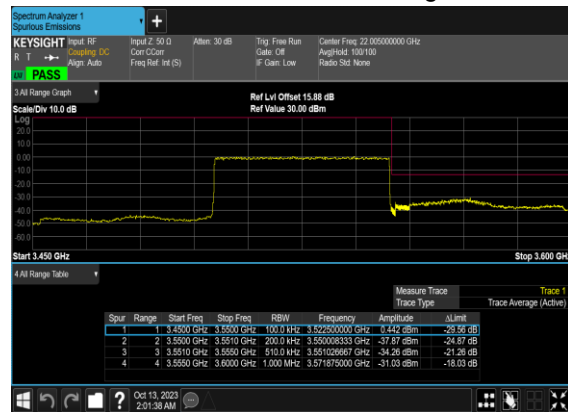 Spectrum Analyzer 1
Spurious Emissions
+
KEYSIGHT Input: RF Input Z: 50 Ω Atten: 30 dB Trig: Free Run Center Freq: 22.005000000 GHz
R T Coupling: DC Corr CCorr Gate: Off Avg|Hold: 100/100
Align: Auto Freq Ref: Int (S) IF Gain: Low Radio Std: None
PASS
3 All Range Graph Ref Lvl Offset 15.88 dB
Scale/Div 10.0 dB Ref Value 30.00 dBm
Log
20.0
10.0
0.00
-10.0
-20.0
-30.0
-40.0
-50.0
-60.0
Start 3.450 GHz Stop 3.600 GH
4 All Range Table
Measure Trace Trace 1
Trace Type Trace Average (Active)
Spur Range Start Freq Stop Freq RBW Frequency Amplitude ΔLimit
1 1 3.4500 GHz 3.5500 GHz 100.0 kHz 3.522500000 GHz 0.442 dBm -29.56 dB
2 2 3.5500 GHz 3.5510 GHz 200.0 kHz 3.550008333 GHz -37.87 dBm -24.87 dB
3 3 3.5510 GHz 3.5550 GHz 510.0 kHz 3.551026667 GHz -34.26 dBm -21.26 dB
4 4 3.5550 GHz 3.6000 GHz 1.000 MHz 3.571875000 GHz -31.03 dBm -18.03 dB
? Oct 13, 2023
2:01:38 AM